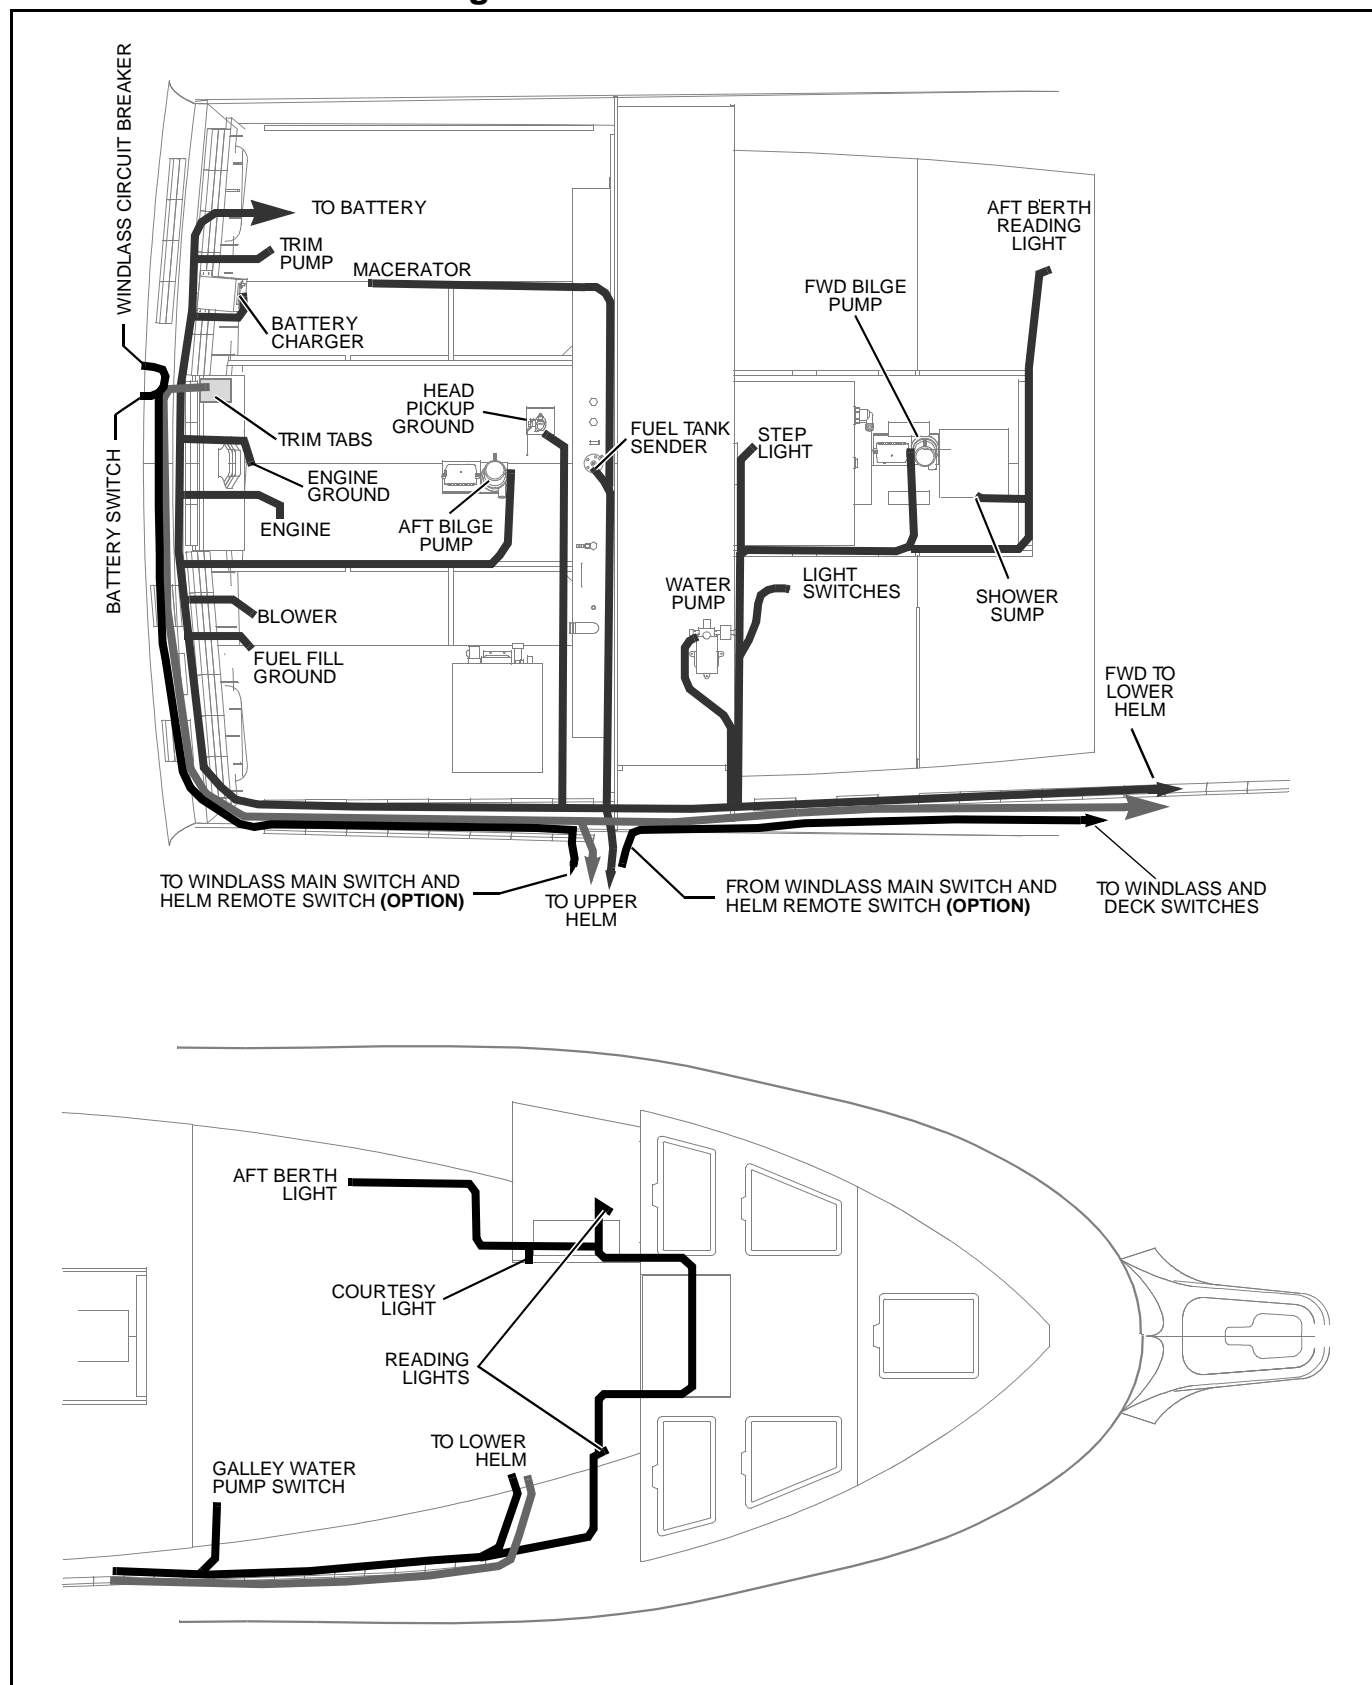 WINDLASS CIRCUIT BREAKER
TO BATTERY
TRIM
PUMP
MACERATOR
BATTERY
CHARGER
AFT BERTH
READING
LIGHT
FWD BILGE
PUMP
HEAD
PICKUP
GROUND
FUEL TANK
SENDER
STEP
LIGHT
TRIM TABS
ENGINE
GROUND
BATTERY SWITCH
ENGINE
AFT BILGE
PUMP
WATER
PUMP
LIGHT
SWITCHES
SHOWER
SUMP
BLOWER
FUEL FILL
GROUND
FWD TO
LOWER
HELM
TO WINDLASS MAIN SWITCH AND
HELM REMOTE SWITCH (OPTION)
TO UPPER
HELM
FROM WINDLASS MAIN SWITCH AND
HELM REMOTE SWITCH (OPTION)
TO WINDLASS AND
DECK SWITCHES
AFT BERTH
LIGHT
COURTESY
LIGHT
READING
LIGHTS
TO LOWER
HELM
GALLEY WATER
PUMP SWITCH